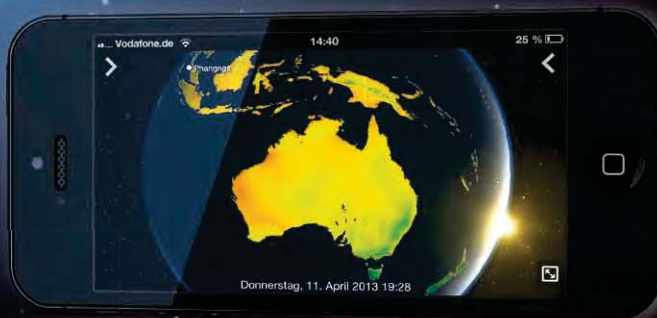 Vodafone.de 14:40 25 %
Phangnga
Donnerstag, 11. April 2013 19:28